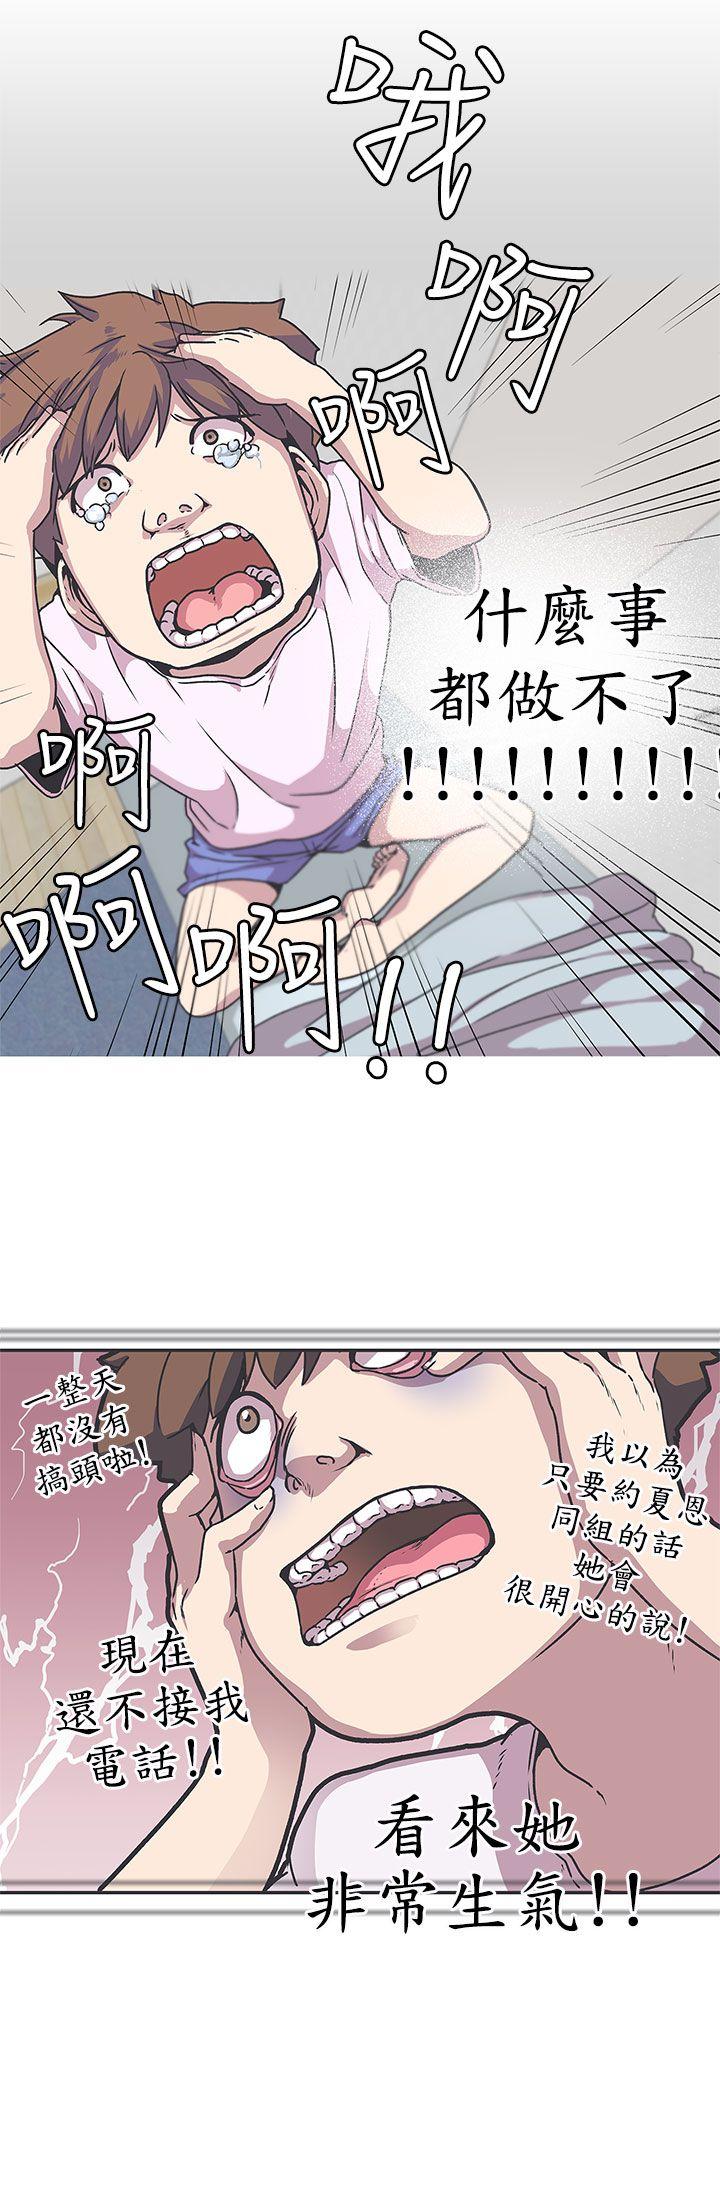 哦
啊
啊
什麼事
都做不了
!!!!!!!!!!
啊
啊
啊!!
一整天
都沒有
搞頭啦!
我以為
只要約夏恩
同組的話
她會
很開心的說!
現在
還不接我
電話!!
看來她
非常生氣!!